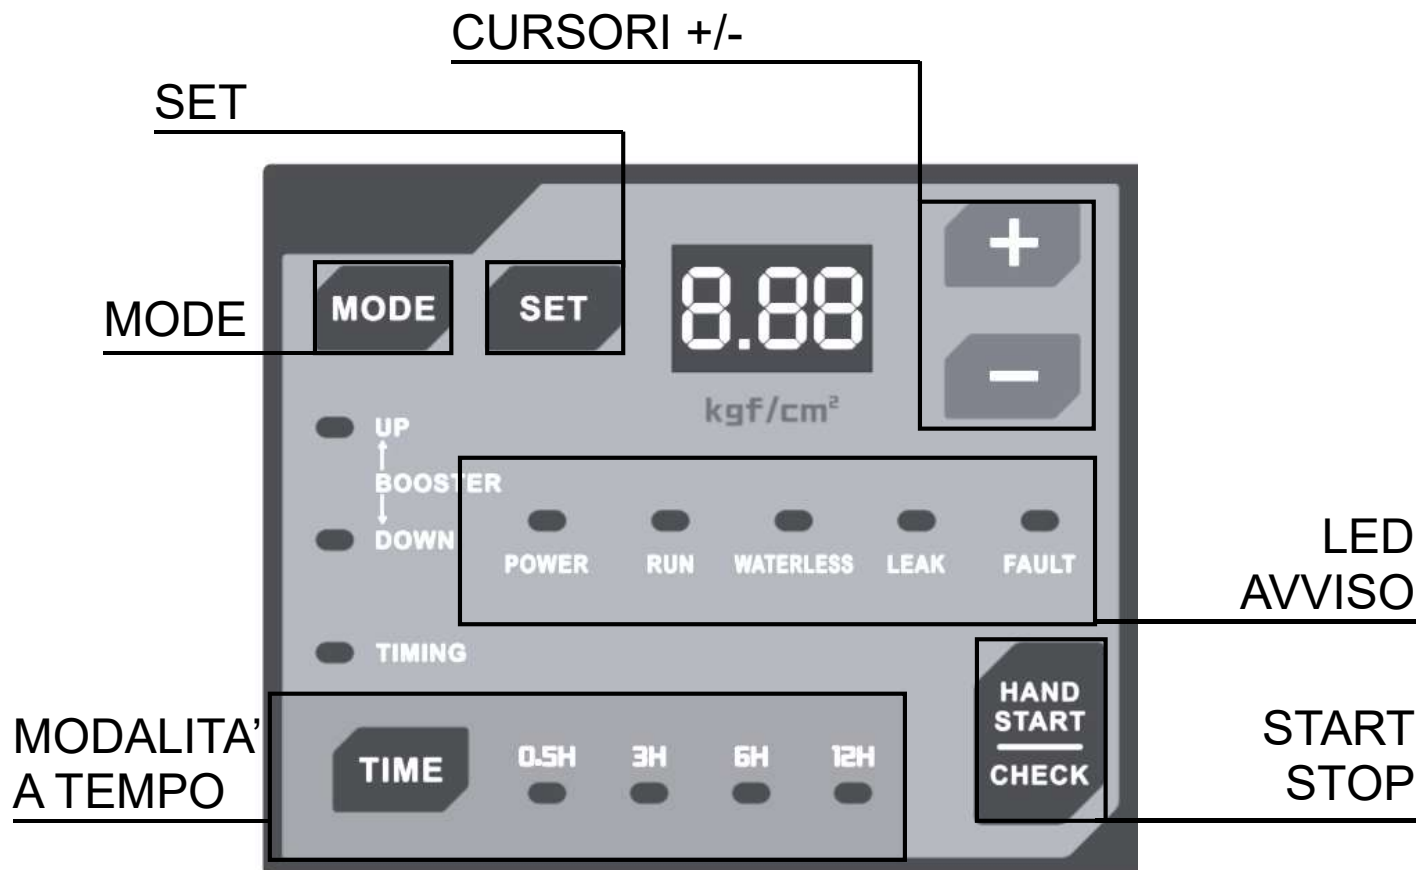 CURSORI +/-
SET
MODE
MODE
SET
8.88
+
-
kgf/cm²
UP
BOOSTER
DOWN
POWER
RUN
WATERLESS
LEAK
FAULT
LED
AVVISO
TIMING
MODALITA'
A TEMPO
TIME
0.5H
3H
6H
12H
HAND
START
CHECK
START
STOP